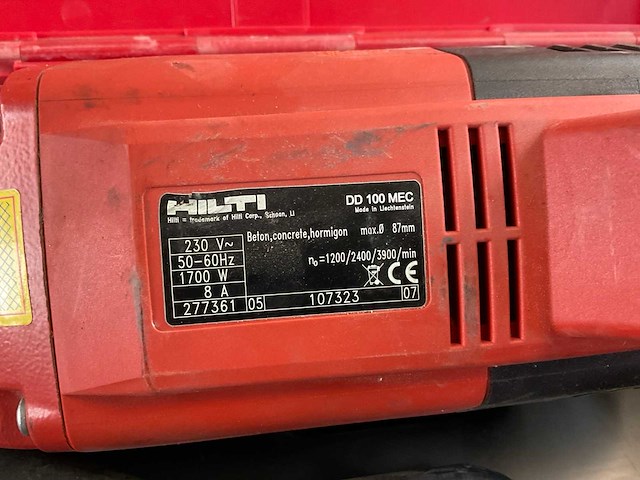 HILTI
Hilti = trademark of Hilti Corp., Schaan, LI
DD 100 MEC
Made in Liechtenstein
Beton,concrete,hormigon max.Ø 87mm
230 V~
50-60Hz
1700 W
8 A
n₀=1200/2400/3900/min
CE
277361 05 107323 07